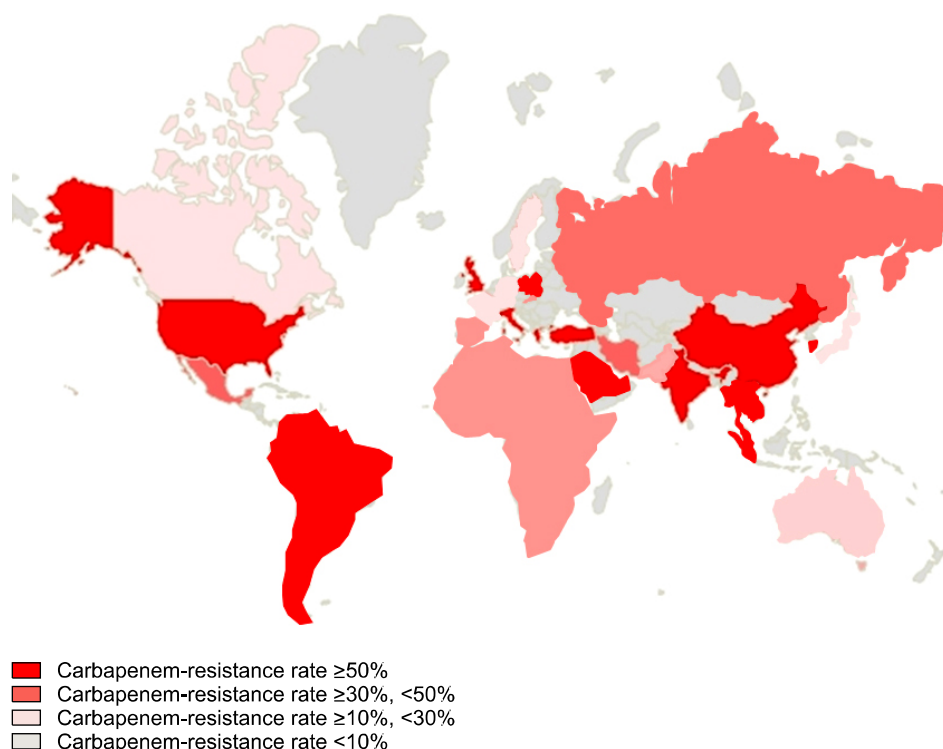 Carbapenem-resistance rate ≥50%
Carbapenem-resistance rate ≥30%, <50%
Carbapenem-resistance rate ≥10%, <30%
Carbapenem-resistance rate <10%